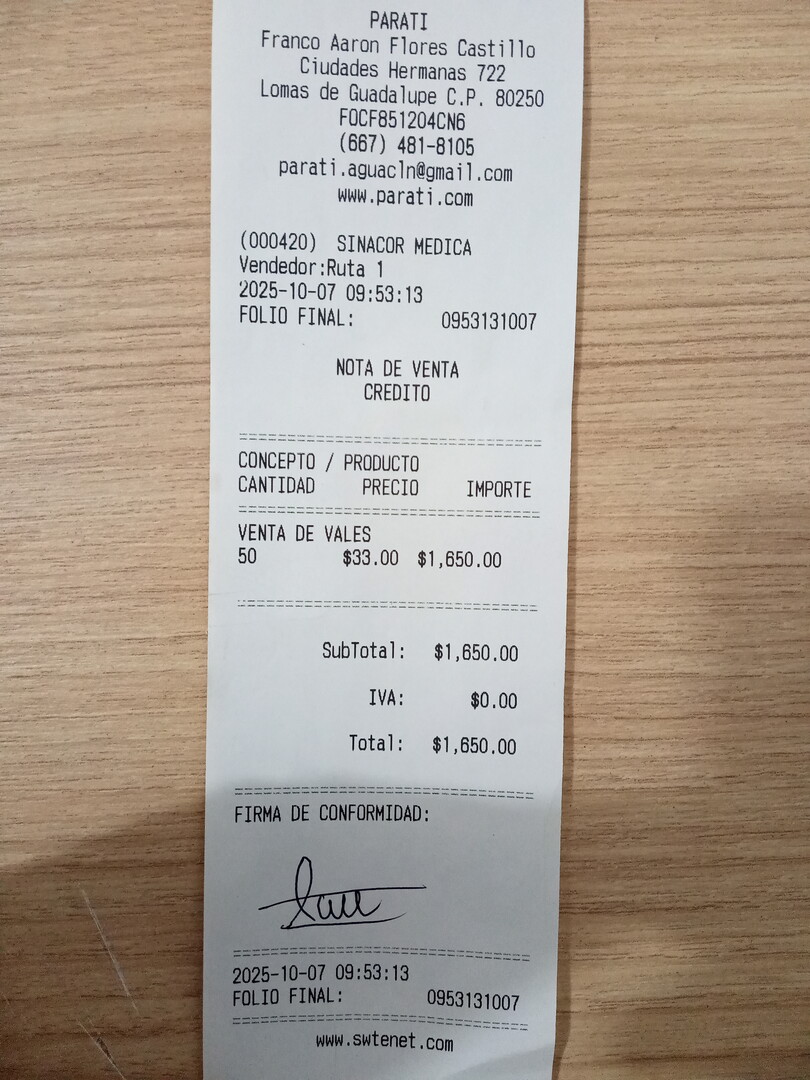 PARATI
Franco Aaron Flores Castillo
Ciudades Hermanas 722
Lomas de Guadalupe C.P. 80250
FOCF851204CN6
(667) 481-8105
parati.aguacln@gmail.com
www.parati.com
(000420) SINACOR MEDICA
Vendedor:Ruta 1
2025-10-07 09:53:13
FOLIO FINAL: 0953131007
NOTA DE VENTA
CREDITO
CONCEPTO / PRODUCTO
CANTIDAD PRECIO IMPORTE
VENTA DE VALES
50 $33.00 $1,650.00
SubTotal: $1,650.00
IVA: $0.00
Total: $1,650.00
FIRMA DE CONFORMIDAD:
2025-10-07 09:53:13
FOLIO FINAL: 0953131007
www.swtenet.com